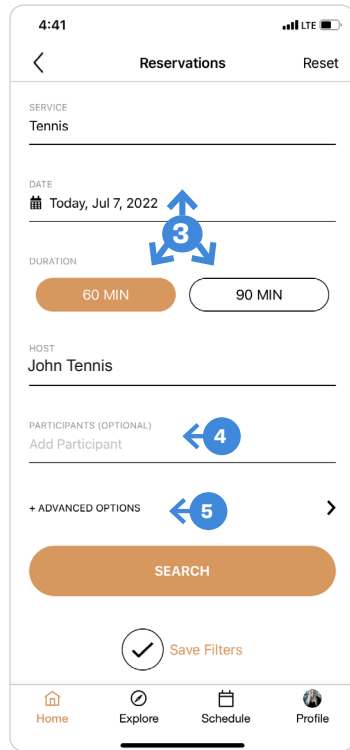 4:41 LTE
Reservations Reset
SERVICE
Tennis
DATE
Today, Jul 7, 2022
3
DURATION
60 MIN 90 MIN
HOST
John Tennis
PARTICIPANTS (OPTIONAL)
Add Participant
4
+ ADVANCED OPTIONS
5
SEARCH
Save Filters
Home Explore Schedule Profile